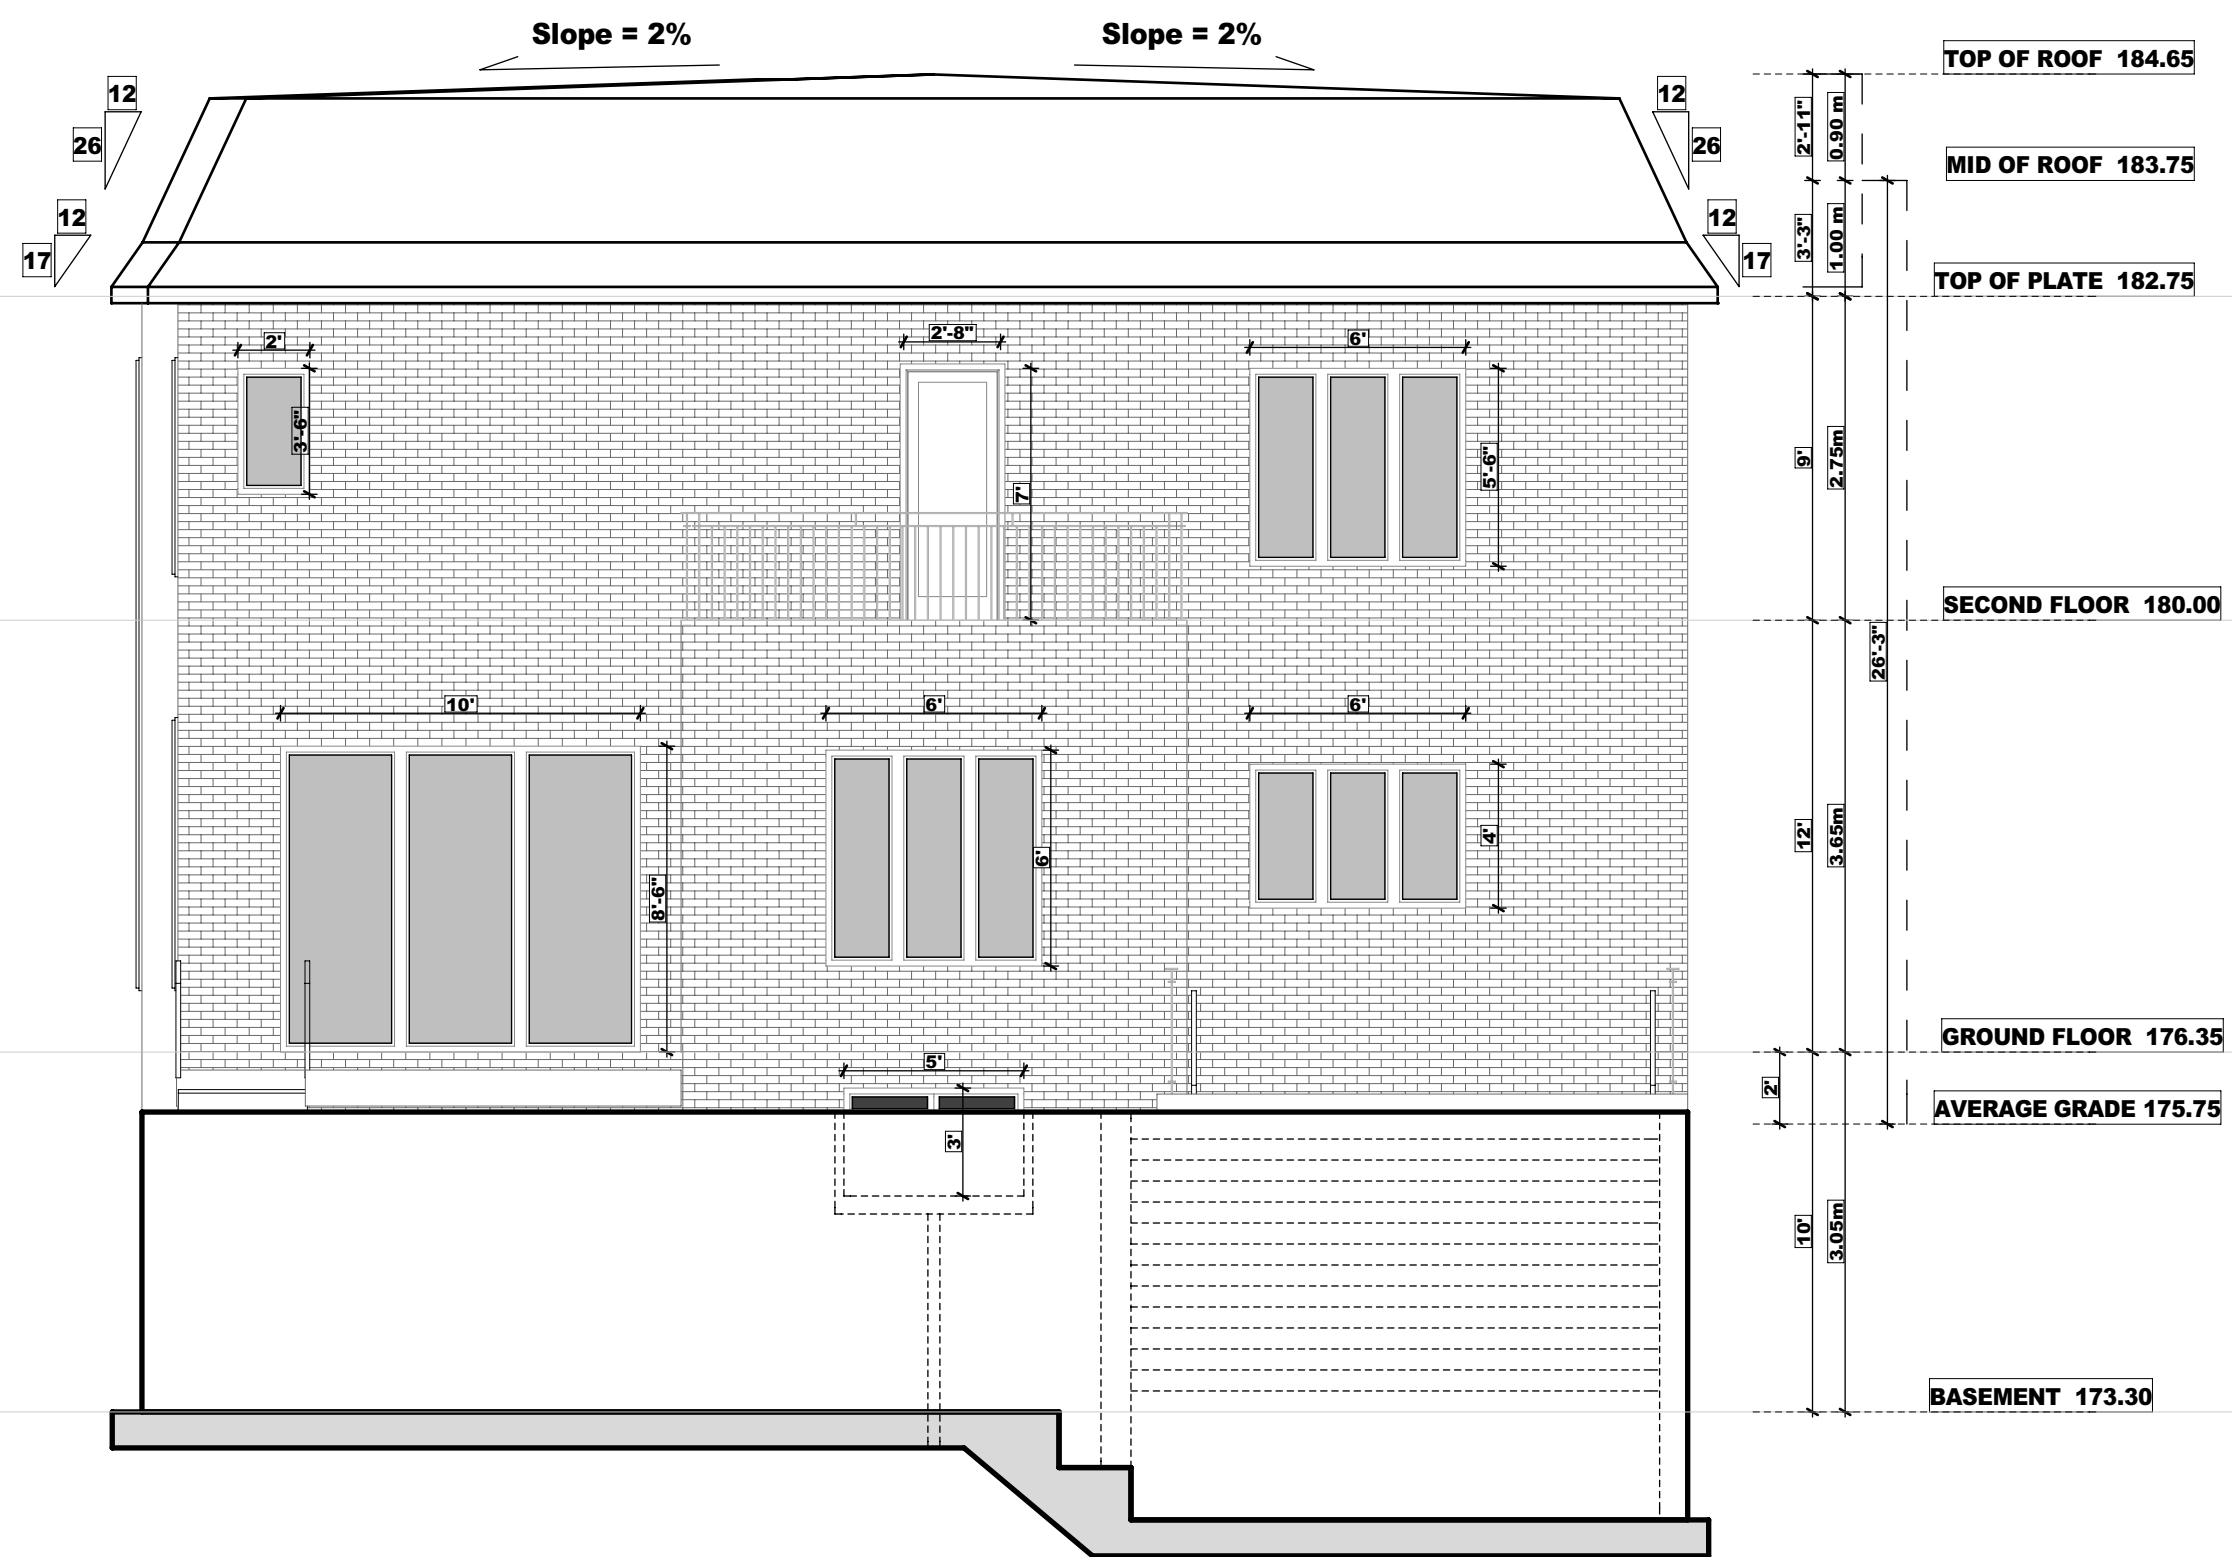 Slope = 2%
Slope = 2%
TOP OF ROOF 184.65
12
12
26
26
2'-11"
0.90 m
MID OF ROOF 183.75
12
12
17
17
3'-3"
1.00 m
TOP OF PLATE 182.75
2'
2'-8"
6'
3'-6"
7'
5'-6"
9'
2.75m
SECOND FLOOR 180.00
26'-3"
10'
6'
6'
8'-6"
6'
4'
12'
3.65m
GROUND FLOOR 176.35
5'
2'
AVERAGE GRADE 175.75
3'
10'
3.05m
BASEMENT 173.30